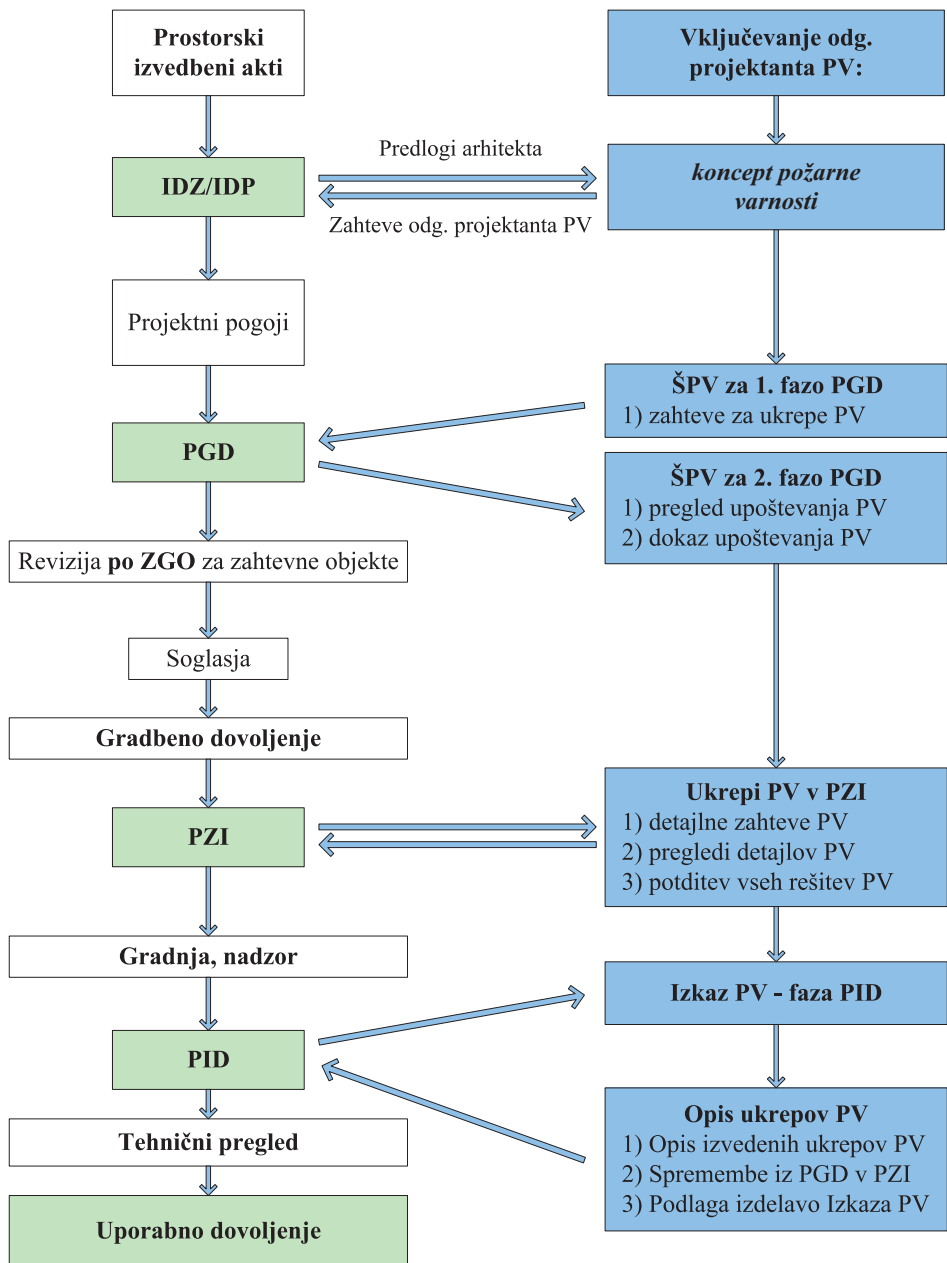 Prostorski
izvedbeni akti
Vključevanje odg.
projektanta PV:
Predlogi arhitekta
IDZ/IDP
koncept požarne
varnosti
Zahteve odg. projektanta PV
Projektni pogoji
ŠPV za 1. fazo PGD
1) zahteve za ukrepe PV
PGD
ŠPV za 2. fazo PGD
1) pregled upoštevanja PV
2) dokaz upoštevanja PV
Revizija po ZGO za zahtevne objekte
Soglasja
Gradbeno dovoljenje
Ukrepi PV v PZI
1) detajlne zahteve PV
2) pregledi detajlov PV
3) potditev vseh rešitev PV
PZI
Gradnja, nadzor
Izkaz PV - faza PID
PID
Opis ukrepov PV
1) Opis izvedenih ukrepov PV
2) Spremembe iz PGD v PZI
3) Podlaga izdelavo Izkaza PV
Tehnični pregled
Uporabno dovoljenje